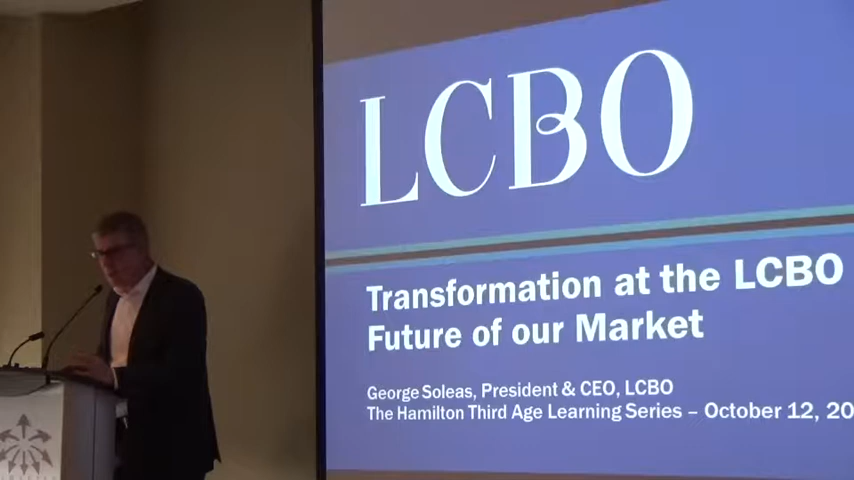 LCBO
Transformation at the LCBO
Future of our Market
George Soleas, President & CEO, LCBO
The Hamilton Third Age Learning Series – October 12, 20